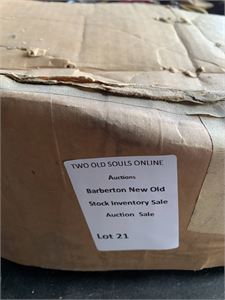 TWO OLD SOULS ONLINE
Auctions
Barberton New Old
Stock Inventory Sale
Auction Sale
Lot 21